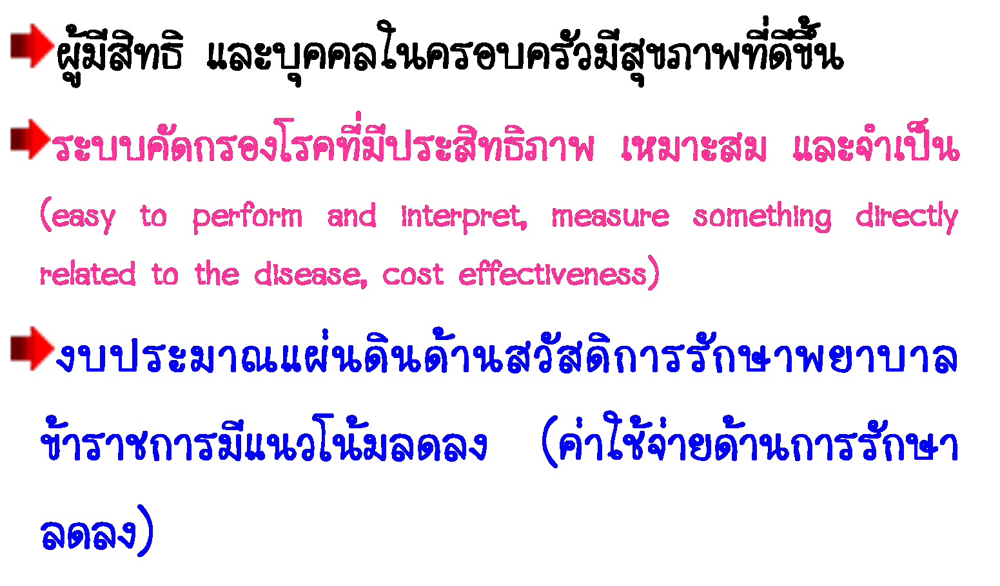 ผู้มีสิทธิ และบุคคลในครอบครัวมีสุขภาพที่ดีขึ้น
ระบบคัดกรองโรคที่มีประสิทธิภาพ เหมาะสม และจำเป็น
(easy to perform and interpret, measure something directly
related to the disease, cost effectiveness)
งบประมาณแผ่นดินด้านสวัสดิการรักษาพยาบาล
ข้าราชการมีแนวโน้มลดลง (ค่าใช้จ่ายด้านการรักษา
ลดลง)